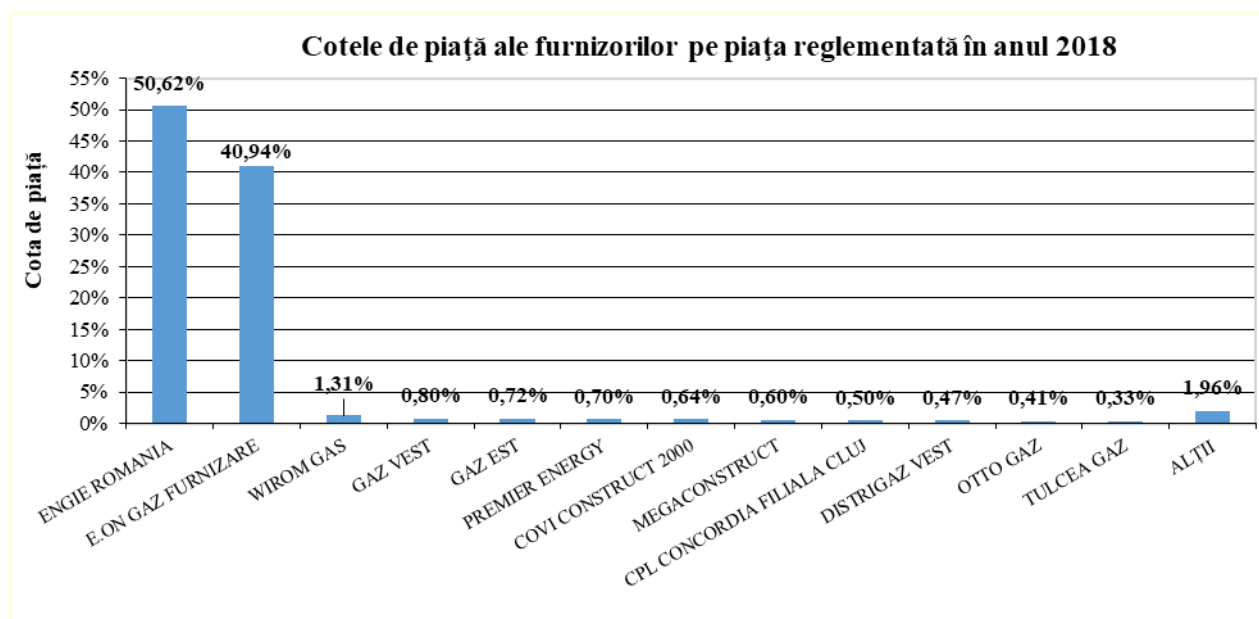 Cotele de piaţă ale furnizorilor pe piaţa reglementată în anul 2018
Cota de piață
55%
50%
45%
40%
35%
30%
25%
20%
15%
10%
5%
0%
50,62%
40,94%
1,31%
0,80%
0,72%
0,70%
0,64%
0,60%
0,50%
0,47%
0,41%
0,33%
1,96%
ENGIE ROMANIA
E.ON GAZ FURNIZARE
WIROM GAS
GAZ VEST
GAZ EST
PREMIER ENERGY
COVI CONSTRUCT 2000
MEGACONSTRUCT
CPL CONCORDIA FILIALA CLUJ
DISTRIGAZ VEST
OTTO GAZ
TULCEA GAZ
ALŢII